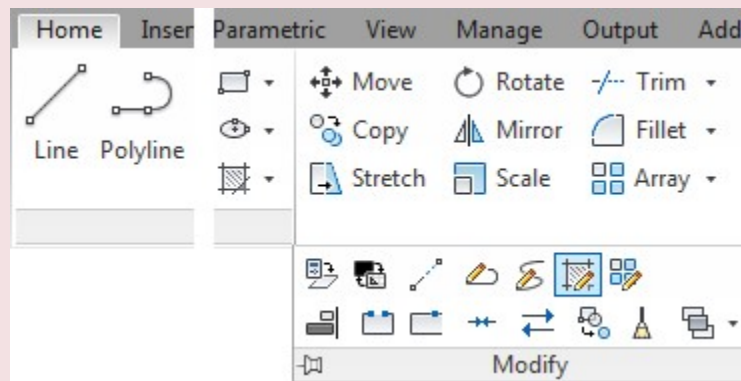 Home Inser Parametric View Manage Output Add
Line Polyline
Move Rotate Trim
Copy Mirror Fillet
Stretch Scale Array
Modify